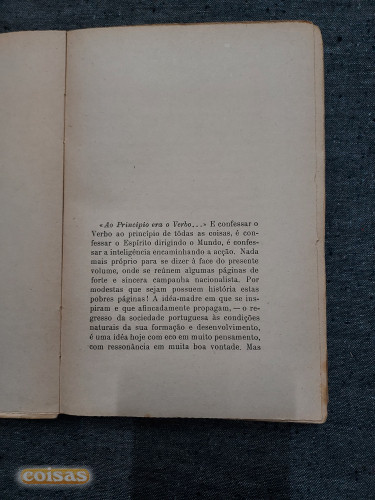 «Ao Princípio era o Verbo...» E confessar o
Verbo ao princípio de tôdas as coisas, é con-
fessar o Espírito dirigindo o Mundo, é confes-
sar a inteligência encaminhando a acção. Nada
mais próprio para se dizer à face do presente
volume, onde se reúnem algumas páginas de
forte e sincera campanha nacionalista. Por
modestas que sejam possuem história estas
pobres páginas! A idéa-madre em que se ins-
piram e que afincadamente propagam, — o re-
gresso da sociedade portuguesa às condições
naturais da sua formação e desenvolvimento,
é uma idéa hoje com eco em muito pensamento,
com ressonância em muita boa vontade. Mas
coisas